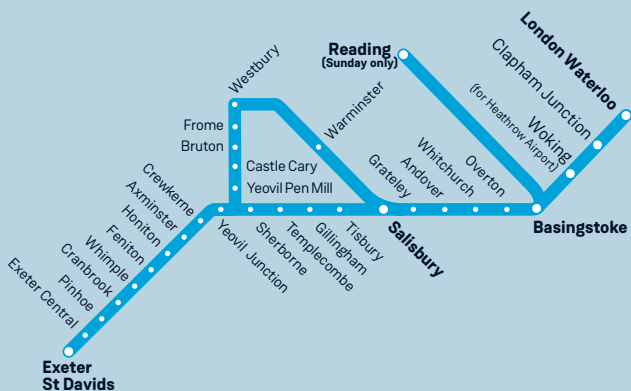 London Waterloo
Clapham Junction
Woking
(for Heathrow Airport)
Reading
(Sunday only)
Basingstoke
Overton
Whitchurch
Andover
Grateley
Salisbury
Warminster
Westbury
Frome
Bruton
Castle Cary
Yeovil Pen Mill
Tisbury
Gillingham
Templecombe
Sherborne
Yeovil Junction
Crewkerne
Axminster
Honiton
Feniton
Whimple
Cranbrook
Pinhoe
Exeter Central
Exeter
St Davids